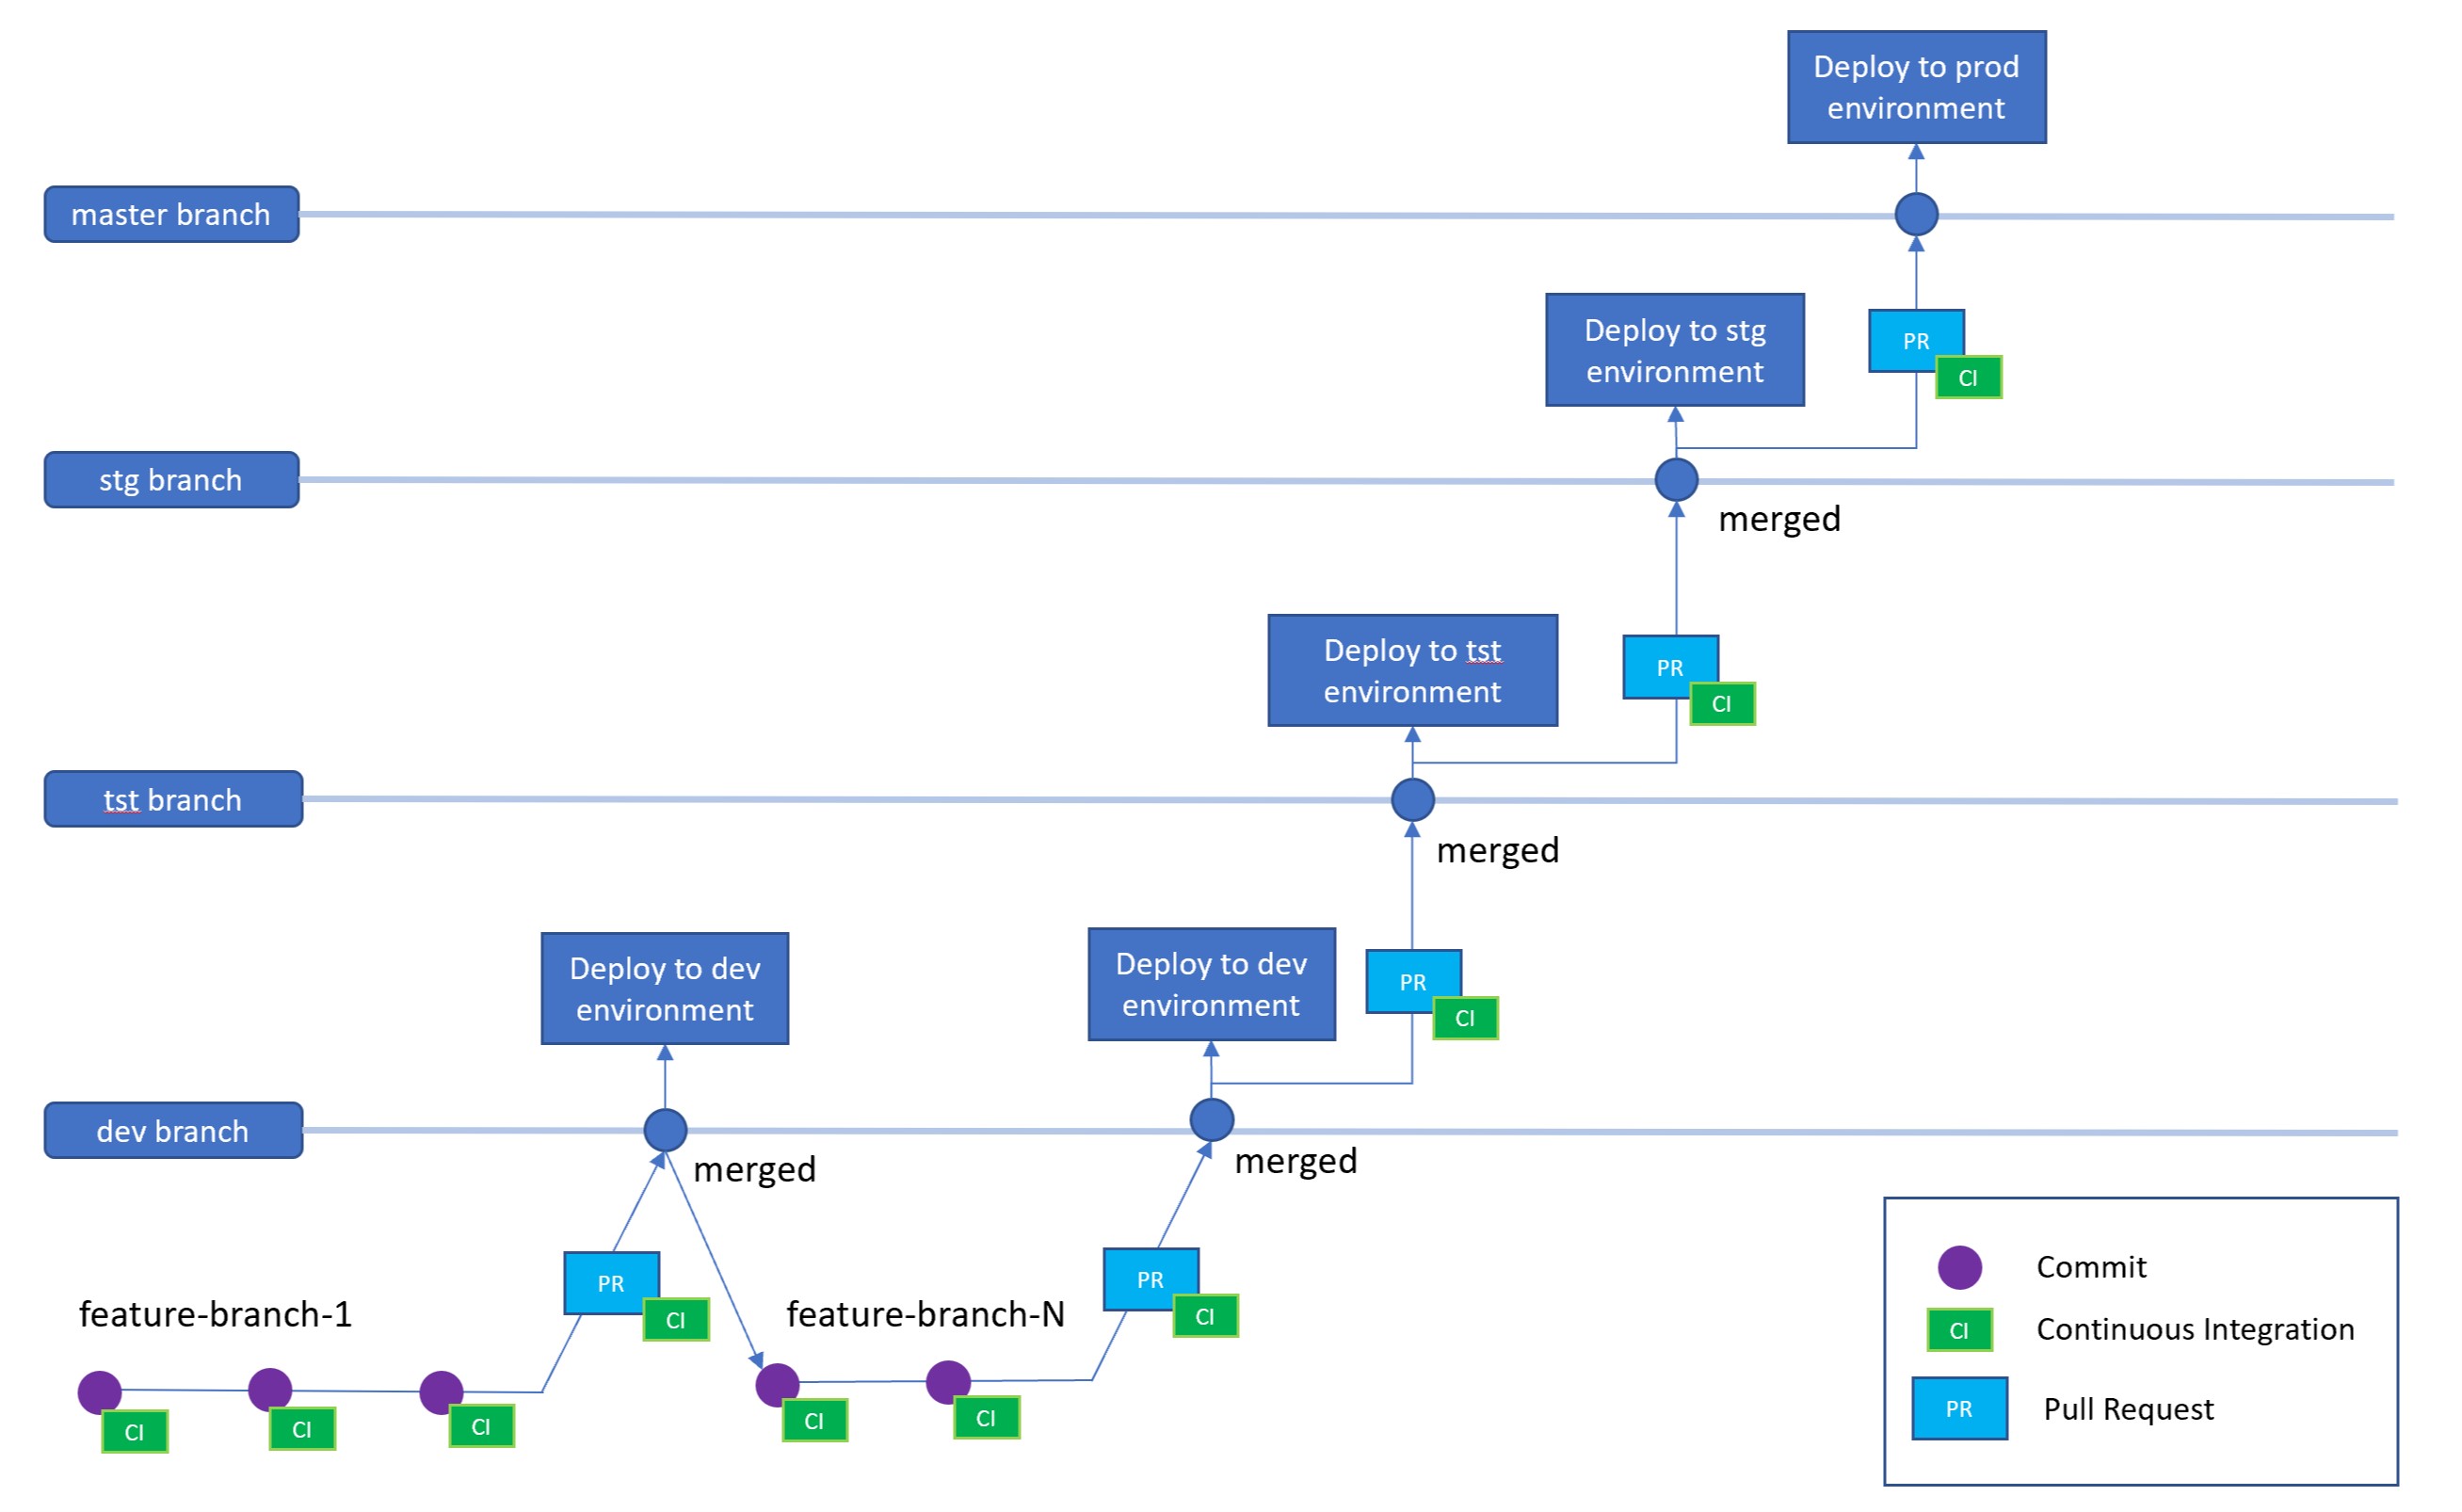 Deploy to prod
environment
master branch
Deploy to stg
environment
PR
CI
stg branch
merged
Deploy to tst
environment
PR
CI
tst branch
merged
Deploy to dev
environment
Deploy to dev
environment
PR
CI
dev branch
merged
merged
PR
CI
PR
CI
feature-branch-1
feature-branch-N
CI
CI
CI
CI
CI
Commit
CI
Continuous Integration
PR
Pull Request